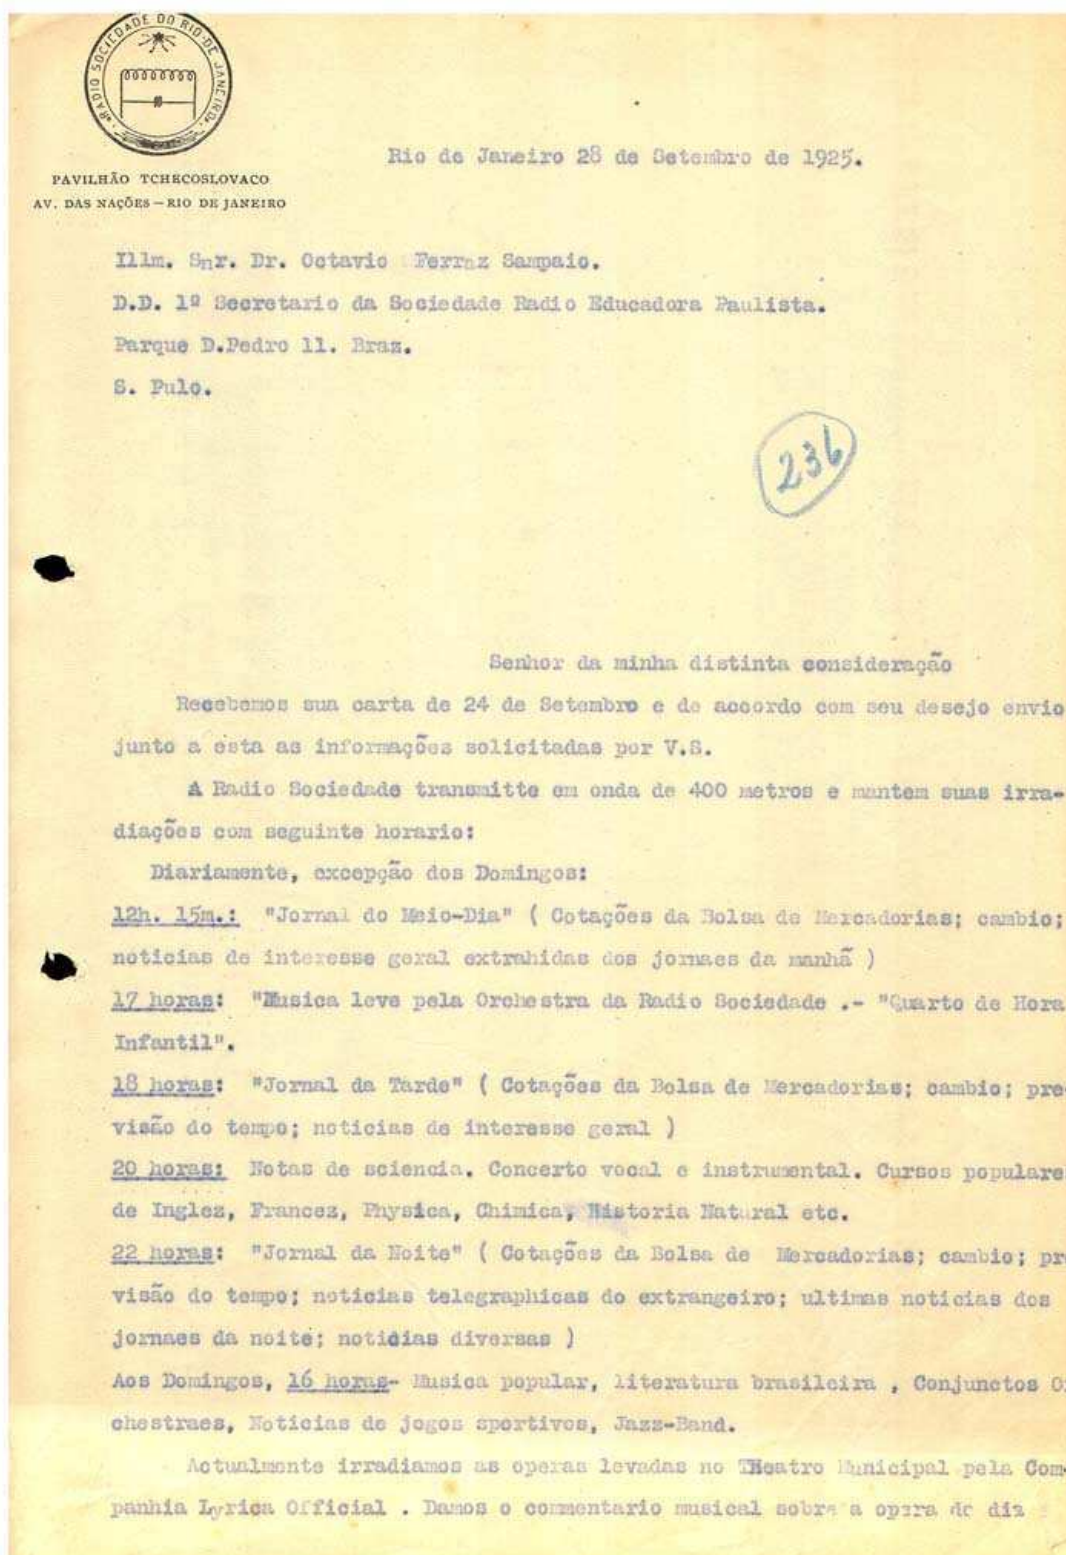 RADIO SOCIEDADE DO RIO DE JANEIRO
PAVILHÃO TCHECOSLOVACO
AV. DAS NAÇÕES — RIO DE JANEIRO
Rio de Janeiro 28 de Setembro de 1925.
Illm. Snr. Dr. Octavio Ferraz Sampaio.
D.D. 1º Secretario da Sociedade Radio Educadora Paulista.
Parque D.Pedro 11. Braz.
S. Pulo.
236
Senhor da minha distinta consideração
Recebemos sua carta de 24 de Setembro e de accordo com seu desejo envio
junto a esta as informações solicitadas por V.S.
A Radio Sociedade transmitte em onda de 400 metros e mantem suas irra-
diações com seguinte horario:
Diariamente, excepção dos Domingos:
12h. 15m.: "Jornal do Meio-Dia" ( Cotações da Bolsa de Mercadorias; cambio;
noticias de interesse geral extrahidas dos jornaes da manhã )
17 horas: "Musica leve pela Orchestra da Radio Sociedade .- "Quarto de Hora
Infantil".
18 horas: "Jornal da Tarde" ( Cotações da Bolsa de Mercadorias; cambio; pre-
visão do tempo; noticias de interesse geral )
20 horas: Notas de sciencia. Concerto vocal e instrumental. Cursos populare
de Inglez, Francez, Physica, Chimica, Historia Natural etc.
22 horas: "Jornal da Noite" ( Cotações da Bolsa de Mercadorias; cambio; pr
visão do tempo; noticias telegraphicas do extrangeiro; ultimas noticias dos
jornaes da noite; noticias diversas )
Aos Domingos, 16 horas- Musica popular, literatura brasileira , Conjunctos O
chestraes, Noticias de jogos sportivos, Jazz-Band.
Actualmente irradiamos as operas levadas no THeatro Municipal pela Com-
panhia Lyrica Official . Damos o commentario musical sobre a opera do dia